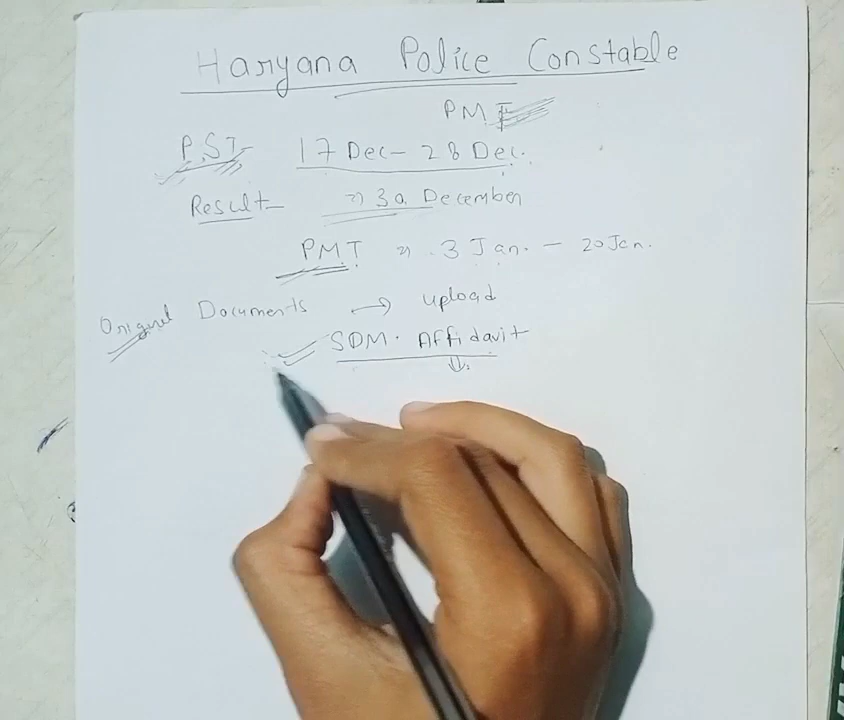 Haryana Police Constable
PMT
P.ST 17 Dec - 28 Dec.
Result => 30 December
PMT => 3 Jan. - 20 Jan.
Original Documents → upload
SDM. Affidavit